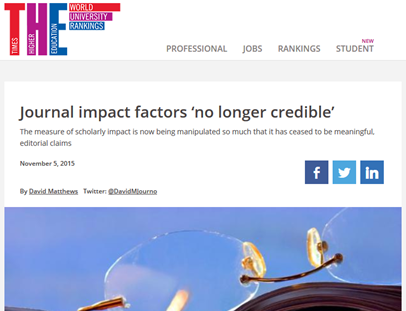 THE
TIMES
HIGHER
EDUCATION
WORLD
UNIVERSITY
RANKINGS
NEW
PROFESSIONAL JOBS RANKINGS STUDENT
Journal impact factors ‘no longer credible’
The measure of scholarly impact is now being manipulated so much that it has ceased to be meaningful,
editorial claims
November 5, 2015
f in
By David Matthews Twitter: @DavidMJourno